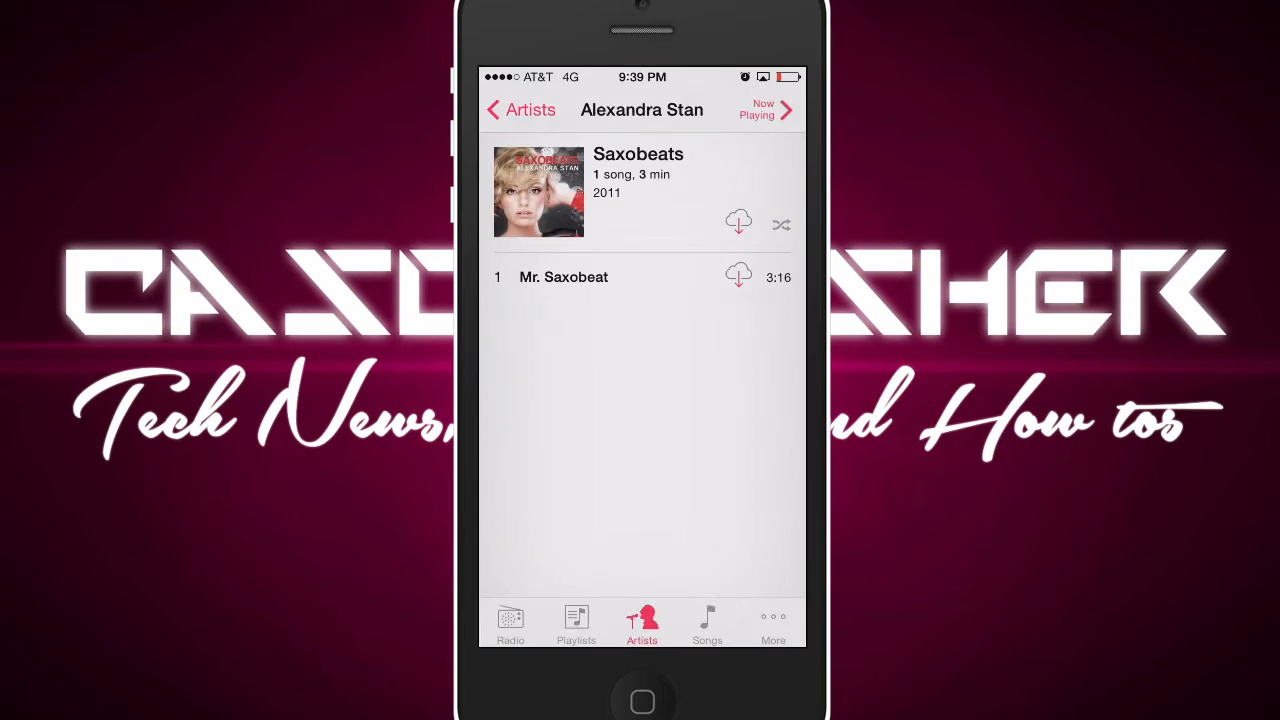 AT&T 4G 9:39 PM
Artists Alexandra Stan Now Playing
SAXOBEATS
ALEXANDRA STAN
Saxobeats
1 song, 3 min
2011
1 Mr. Saxobeat 3:16
SHER
Tech News, nd How tos
Radio Playlists Artists Songs More